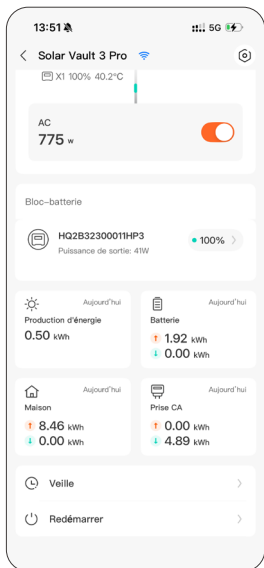 13:51 5G
Solar Vault 3 Pro
X1 100% 40.2°C
AC
775 w
Bloc-batterie
HQ2B32300011HP3
Puissance de sortie: 41W
100%
Aujourd'hui
Production d'énergie
0.50 kWh
Aujourd'hui
Batterie
↑ 1.92 kWh
↓ 0.00 kWh
Aujourd'hui
Maison
↑ 8.46 kWh
↓ 0.00 kWh
Aujourd'hui
Prise CA
↑ 0.00 kWh
↓ 4.89 kWh
Veille
Redémarrer